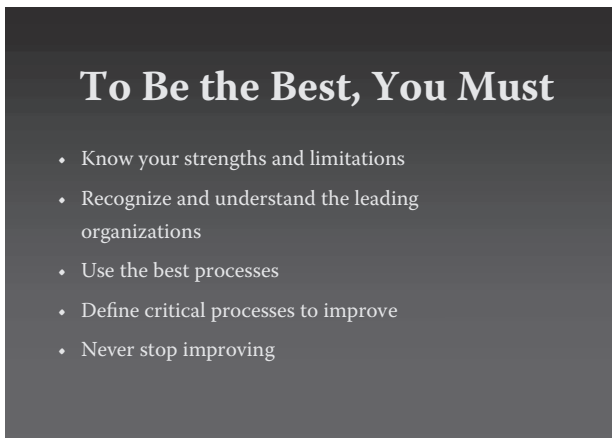 To Be the Best, You Must
• Know your strengths and limitations
• Recognize and understand the leading
organizations
• Use the best processes
• Define critical processes to improve
• Never stop improving